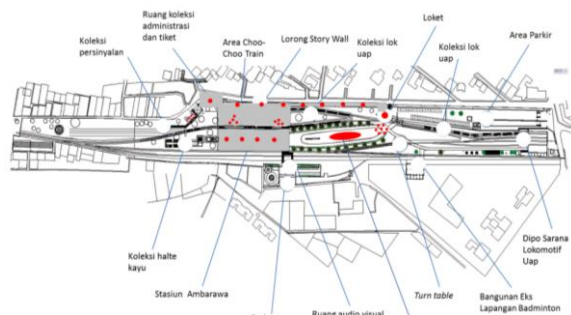 Ruang koleksi
administrasi
dan tiket
Koleksi
persinyalan
Area Choo-
Choo Train
Lorong Story Wall
Koleksi lok
uap
Loket
Koleksi lok
uap
Area Parkir
Koleksi halte
kayu
Stasiun Ambarawa
Ruang audio visual
Turn table
Bangunan Eks
Lapangan Badminton
Dipo Sarana
Lokomotif
Uap